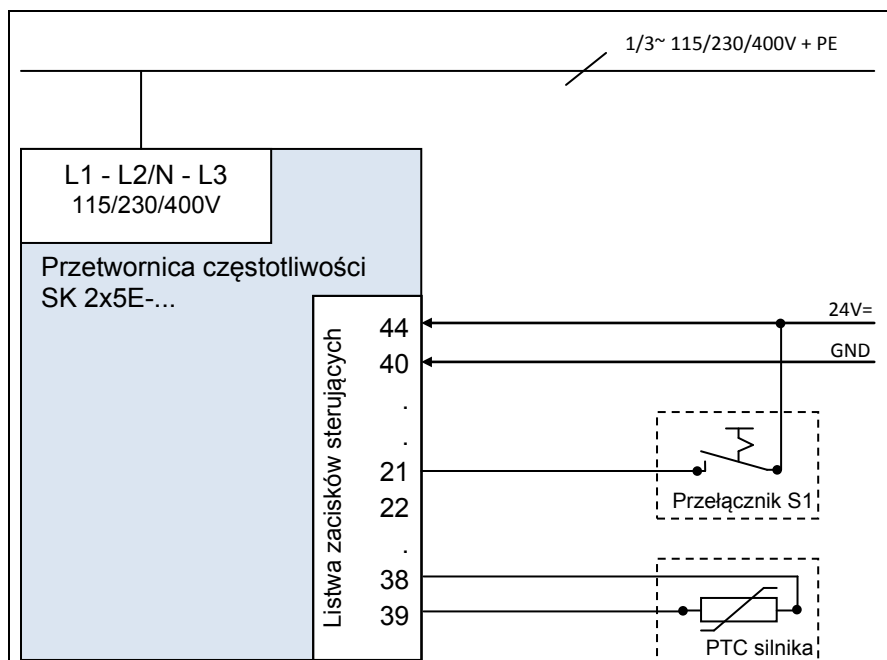 1/3~ 115/230/400V + PE
L1 - L2/N - L3
115/230/400V
Przetwornica częstotliwości
SK 2x5E-...
Listwa zacisków sterujących
44
40
.
.
21
22
.
38
39
24V=
GND
Przełącznik S1
PTC silnika